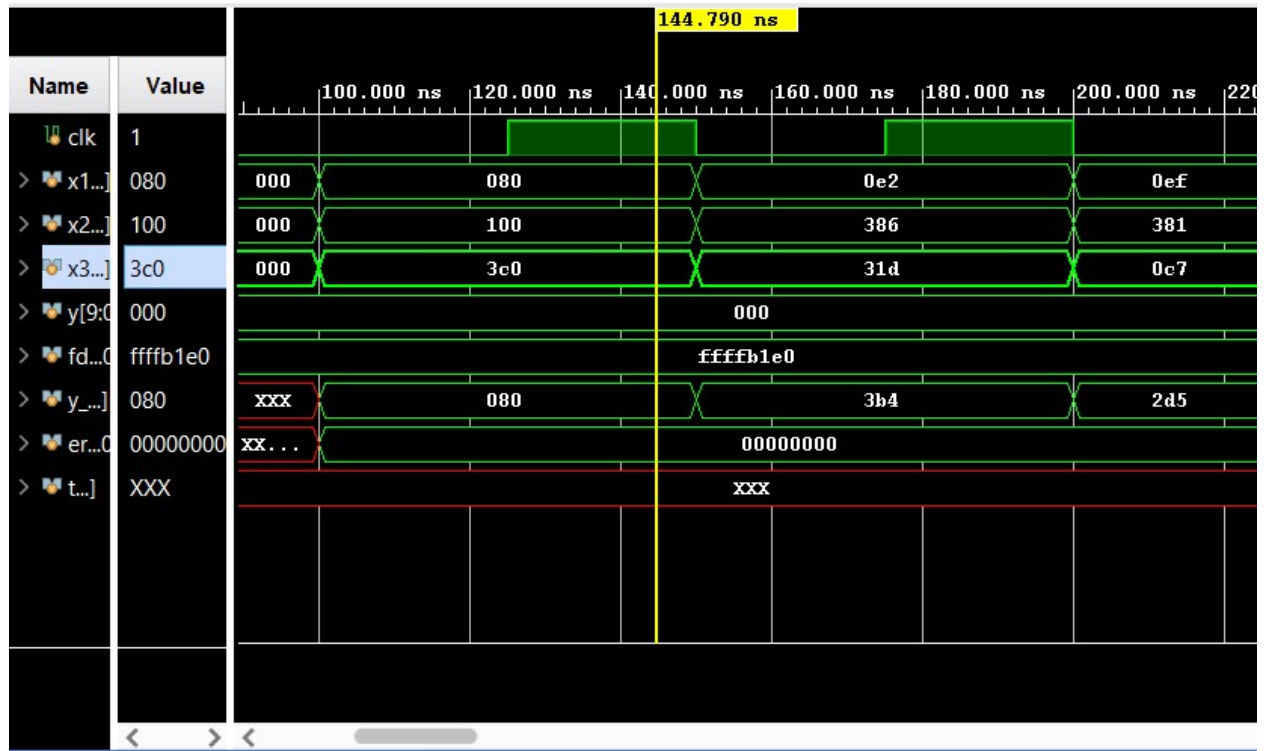 144.790 ns
Name Value
100.000 ns 120.000 ns 140.000 ns 160.000 ns 180.000 ns 200.000 ns 220
clk 1
x1...] 080 000 080 0e2 0ef
x2...] 100 000 100 386 381
x3...] 3c0 000 3c0 31d 0c7
y[9:0 000 000
fd...0 ffffb1e0 ffffb1e0
y_...] 080 XXX 080 3b4 2d5
er...0 00000000 XX... 00000000
t...] XXX XXX